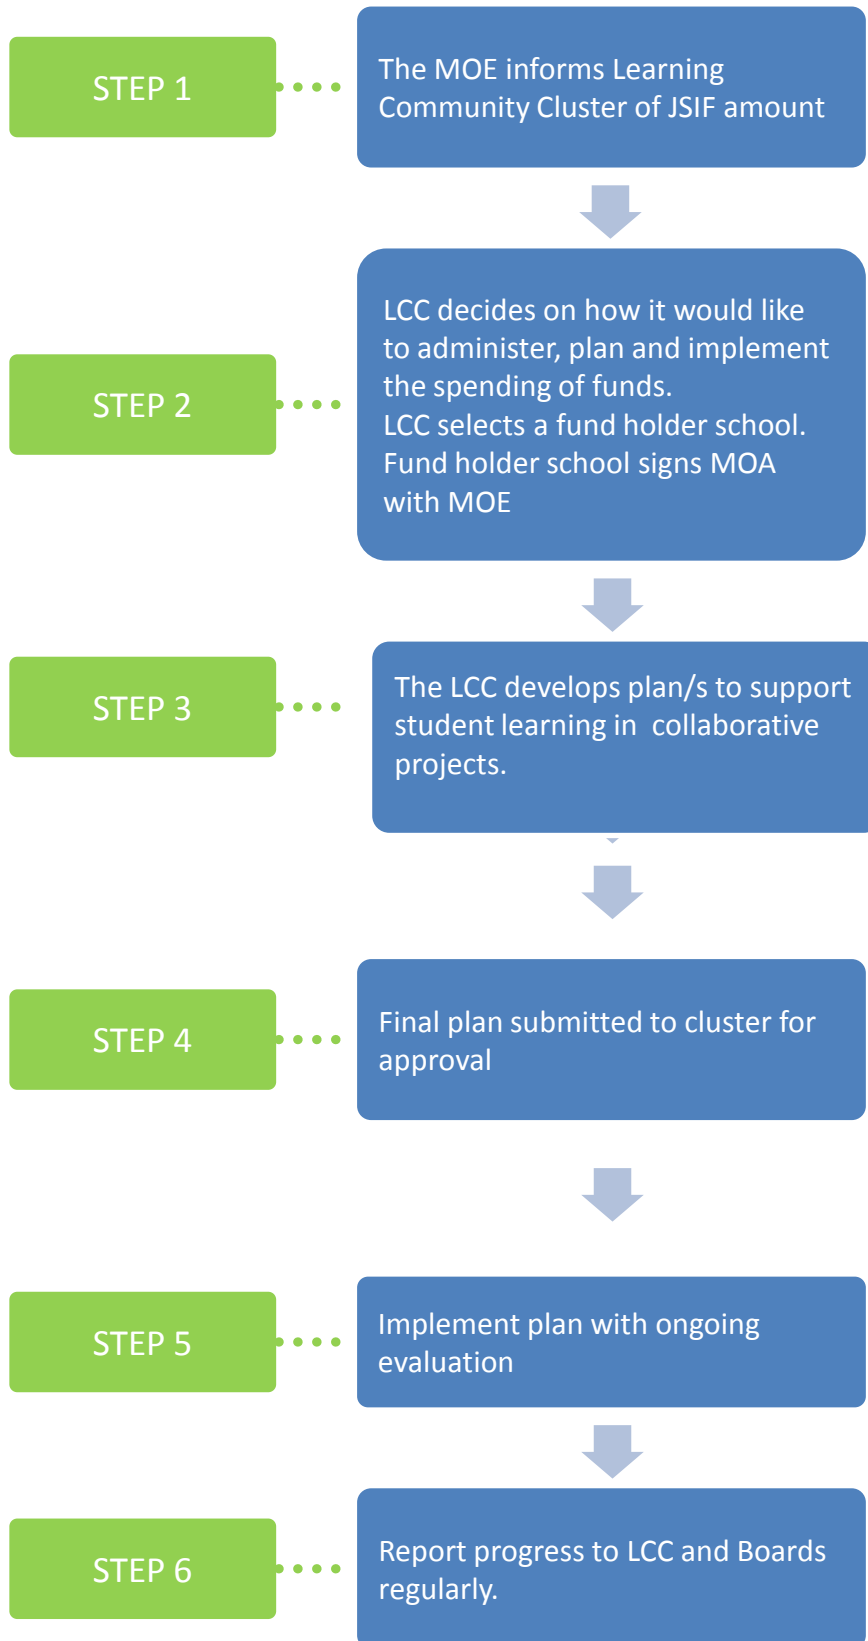 STEP 1
The MOE informs Learning
Community Cluster of JSIF amount
STEP 2
LCC decides on how it would like
to administer, plan and implement
the spending of funds.
LCC selects a fund holder school.
Fund holder school signs MOA
with MOE
STEP 3
The LCC develops plan/s to support
student learning in  collaborative
projects.
STEP 4
Final plan submitted to cluster for
approval
STEP 5
Implement plan with ongoing
evaluation
STEP 6
Report progress to LCC and Boards
regularly.